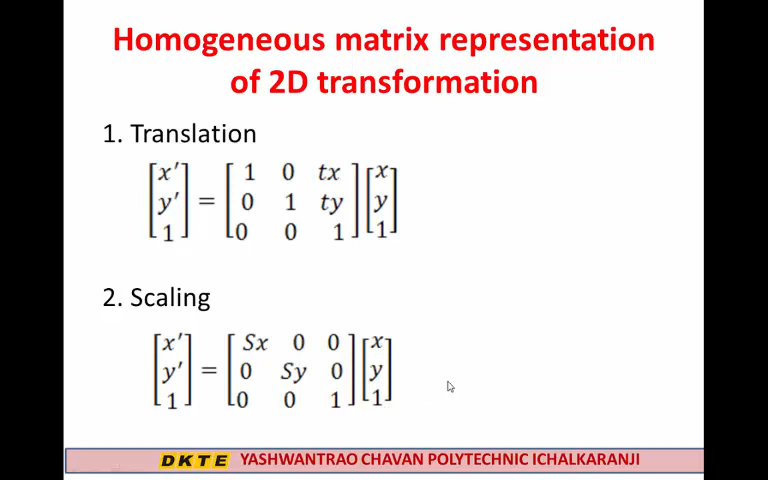 Homogeneous matrix representation
of 2D transformation
1. Translation
[x′ y′ 1] = [1 0 tx; 0 1 ty; 0 0 1] [x y 1]
2. Scaling
[x′ y′ 1] = [Sx 0 0; 0 Sy 0; 0 0 1] [x y 1]
DKTE YASHWANTRAO CHAVAN POLYTECHNIC ICHALKARANJI